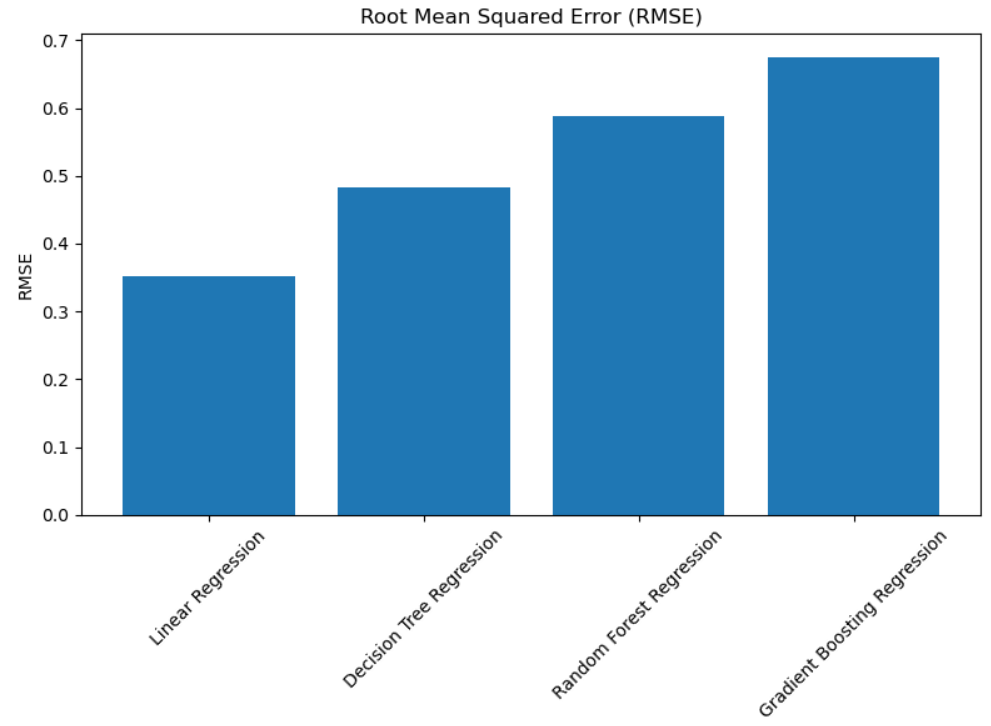 Root Mean Squared Error (RMSE)
0.7
0.6
0.5
0.4
0.3
0.2
0.1
0.0
RMSE
Linear Regression
Decision Tree Regression
Random Forest Regression
Gradient Boosting Regression